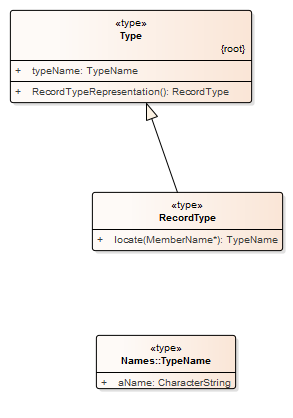 «type»
Type
{root}
+ typeName: TypeName
+ RecordTypeRepresentation(): RecordType
«type»
RecordType
+ locate(MemberName*): TypeName
«type»
Names::TypeName
+ aName: CharacterString